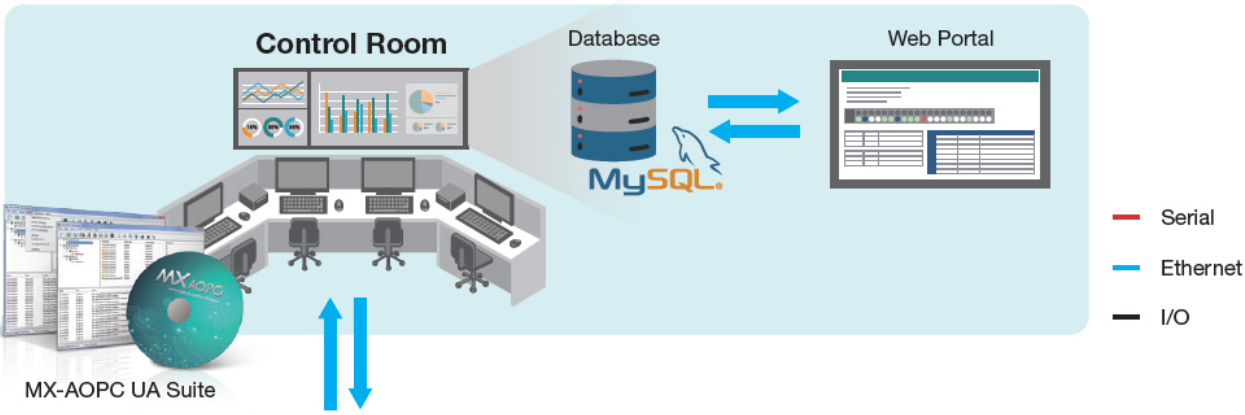 Control Room
Database
Web Portal
MySQL®
Serial
Ethernet
I/O
MX AOPC
MX-AOPC UA Suite